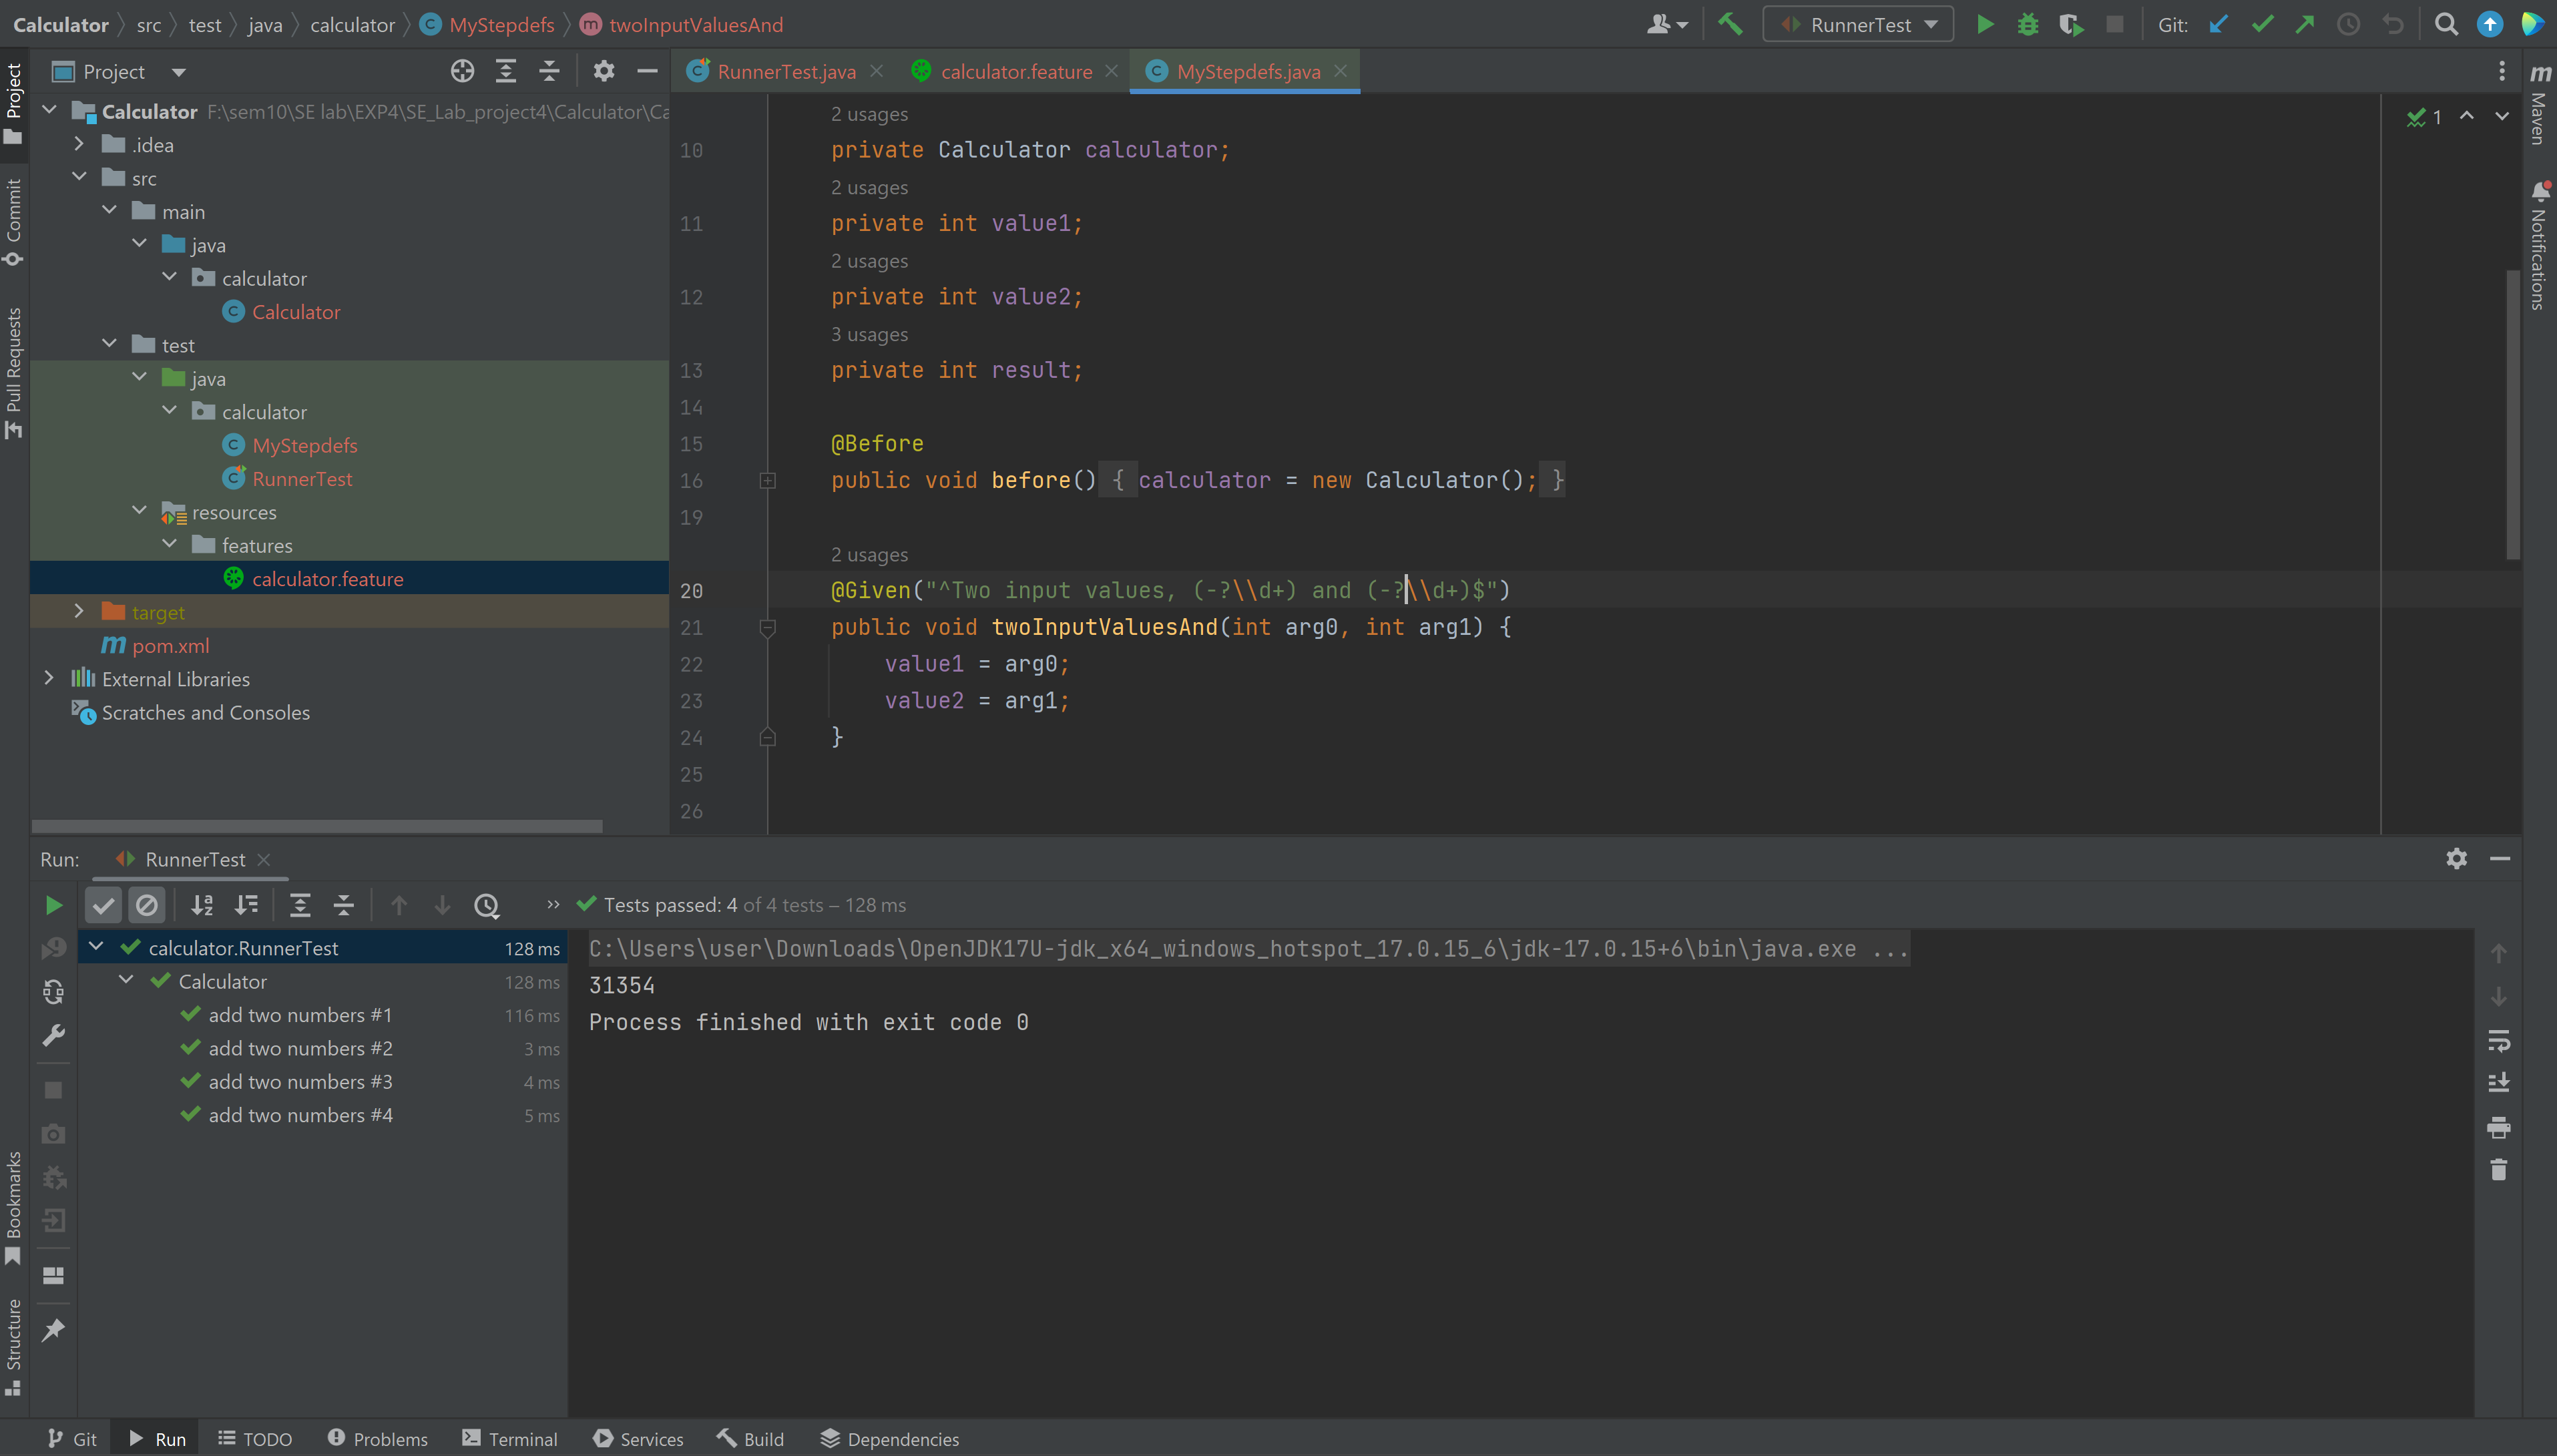 Calculator src test java calculator MyStepdefs twoInputValuesAnd RunnerTest Git:
Project
Commit
Pull Requests
Bookmarks
Structure
Project
Calculator F:\sem10\SE lab\EXP4\SE_Lab_project4\Calculator\Ca
.idea
src
main
java
calculator
Calculator
test
java
calculator
MyStepdefs
RunnerTest
resources
features
calculator.feature
target
pom.xml
External Libraries
Scratches and Consoles
RunnerTest.java calculator.feature MyStepdefs.java
1
2 usages
10 private Calculator calculator;
2 usages
11 private int value1;
2 usages
12 private int value2;
3 usages
13 private int result;
14
15 @Before
16 public void before() { calculator = new Calculator(); }
19
2 usages
20 @Given("^Two input values, (-?\\d+) and (-?\\d+)$")
21 public void twoInputValuesAnd(int arg0, int arg1) {
22 value1 = arg0;
23 value2 = arg1;
24 }
25
26
Maven
Notifications
Run: RunnerTest
Tests passed: 4 of 4 tests – 128 ms
calculator.RunnerTest 128 ms
Calculator 128 ms
add two numbers #1 116 ms
add two numbers #2 3 ms
add two numbers #3 4 ms
add two numbers #4 5 ms
C:\Users\user\Downloads\OpenJDK17U-jdk_x64_windows_hotspot_17.0.15_6\jdk-17.0.15+6\bin\java.exe ...
31354
Process finished with exit code 0
Git Run TODO Problems Terminal Services Build Dependencies